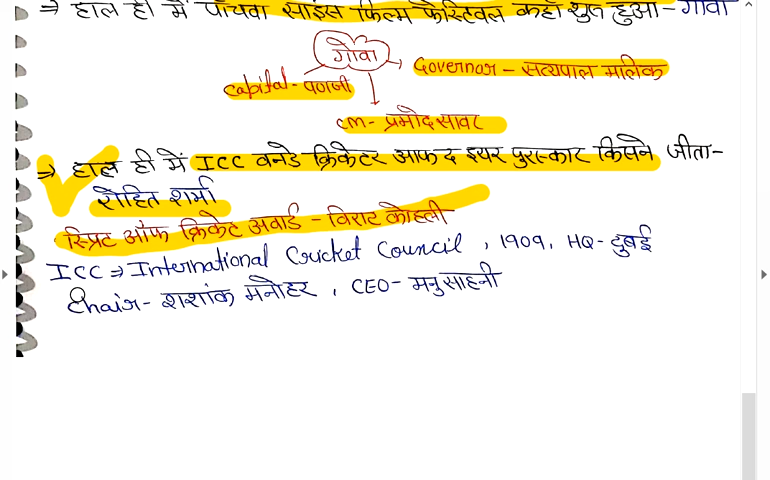 ⇒ हाल ही में पाँचवा साइंस फिल्म फेस्टिवल कहाँ शुरू हुआ - गोवा
गोवा
Capital - पणजी
Governor - सत्यपाल मालिक
CM - प्रमोद सावंट
⇒ हाल ही में ICC वनडे क्रिकेटर आफ द इयर पुरस्कार किसने जीता -
रोहित शर्मा
स्प्रिट ऑफ क्रिकेट अवार्ड - विराट कोहली
ICC ⇒ International Cricket Council , 1909, HQ - दुबई
Chair - शशांक मनोहर , CEO - मनु साहनी